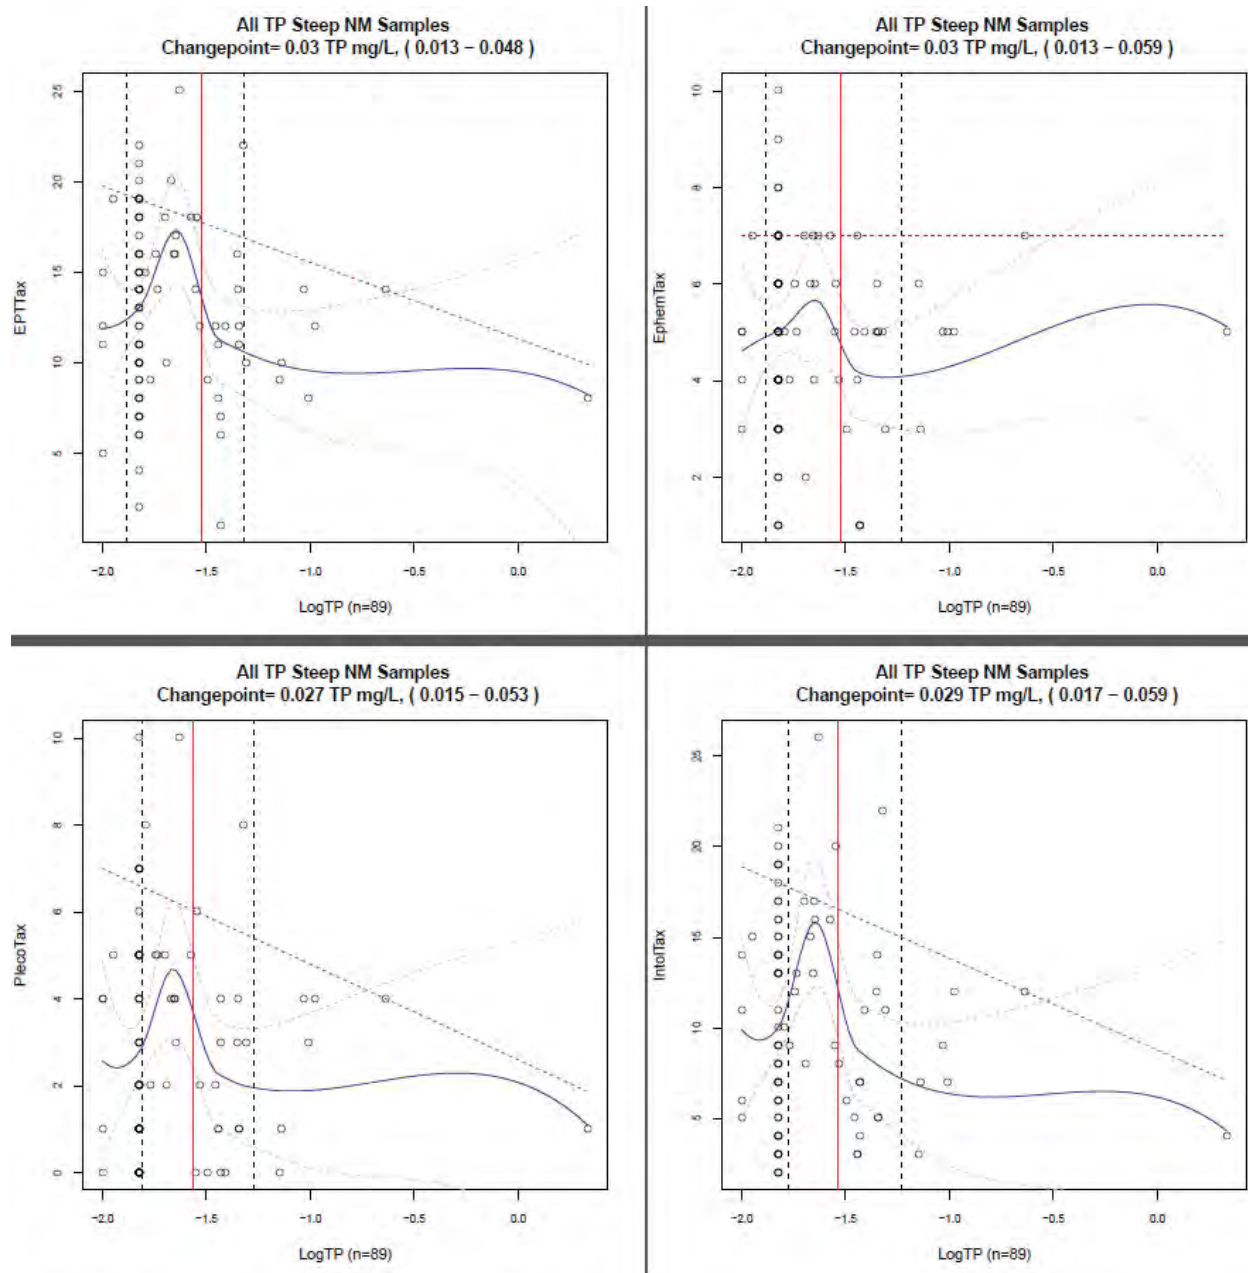 All TP Steep NM Samples
Changepoint= 0.03 TP mg/L, ( 0.013 − 0.048 )
EPTTax
25
20
15
10
5
−2.0 −1.5 −1.0 −0.5 0.0
LogTP (n=89)
All TP Steep NM Samples
Changepoint= 0.03 TP mg/L, ( 0.013 − 0.059 )
EphemTax
10
8
6
4
2
−2.0 −1.5 −1.0 −0.5 0.0
LogTP (n=89)
All TP Steep NM Samples
Changepoint= 0.027 TP mg/L, ( 0.015 − 0.053 )
PlecoTax
10
8
6
4
2
0
−2.0 −1.5 −1.0 −0.5 0.0
LogTP (n=89)
All TP Steep NM Samples
Changepoint= 0.029 TP mg/L, ( 0.017 − 0.059 )
IntolTax
25
20
15
10
5
−2.0 −1.5 −1.0 −0.5 0.0
LogTP (n=89)